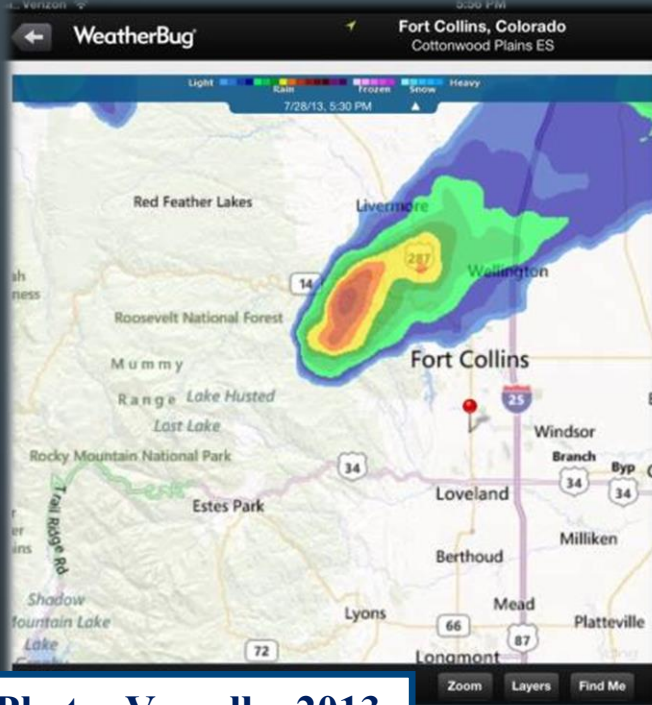 Verizon
5:56 PM
WeatherBug
Fort Collins, Colorado
Cottonwood Plains ES
Light
Rain
Frozen
Snow
Heavy
7/28/13, 5:30 PM
Red Feather Lakes
Livermore
287
14
Wellington
Roosevelt National Forest
Mummy
Range
Lake Husted
Lost Lake
Fort Collins
25
Windsor
Rocky Mountain National Park
Branch
34
Byp
34
34
Trail Ridge Rd
Estes Park
Loveland
Berthoud
Milliken
Shadow
Mountain Lake
Lake
Lyons
66
Mead
Platteville
72
87
Longmont
Zoom
Layers
Find Me